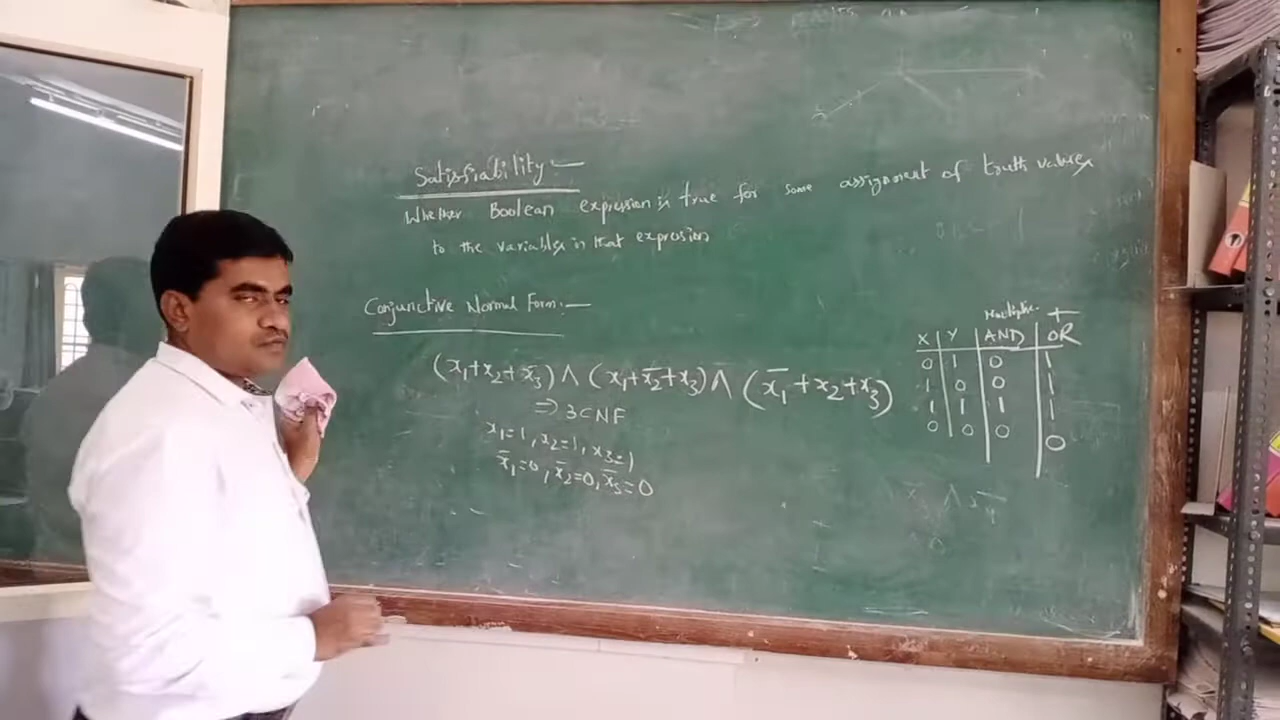 Satisfiability:-
Whether Boolean expression is true for some assignment of truth values
to the variables in that expression
Conjunctive Normal Form:-
(x₁+x₂+x̄₃) ∧ (x₁+x̄₂+x₃) ∧ (x̄₁+x₂+x₃)
⇒ 3CNF
x₁=1, x₂=1, x₃=1
x̄₁=0, x̄₂=0, x̄₃=0
+
X Y AND OR
0 1 0 1
1 0 0 1
1 1 1 1
0 0 0 0